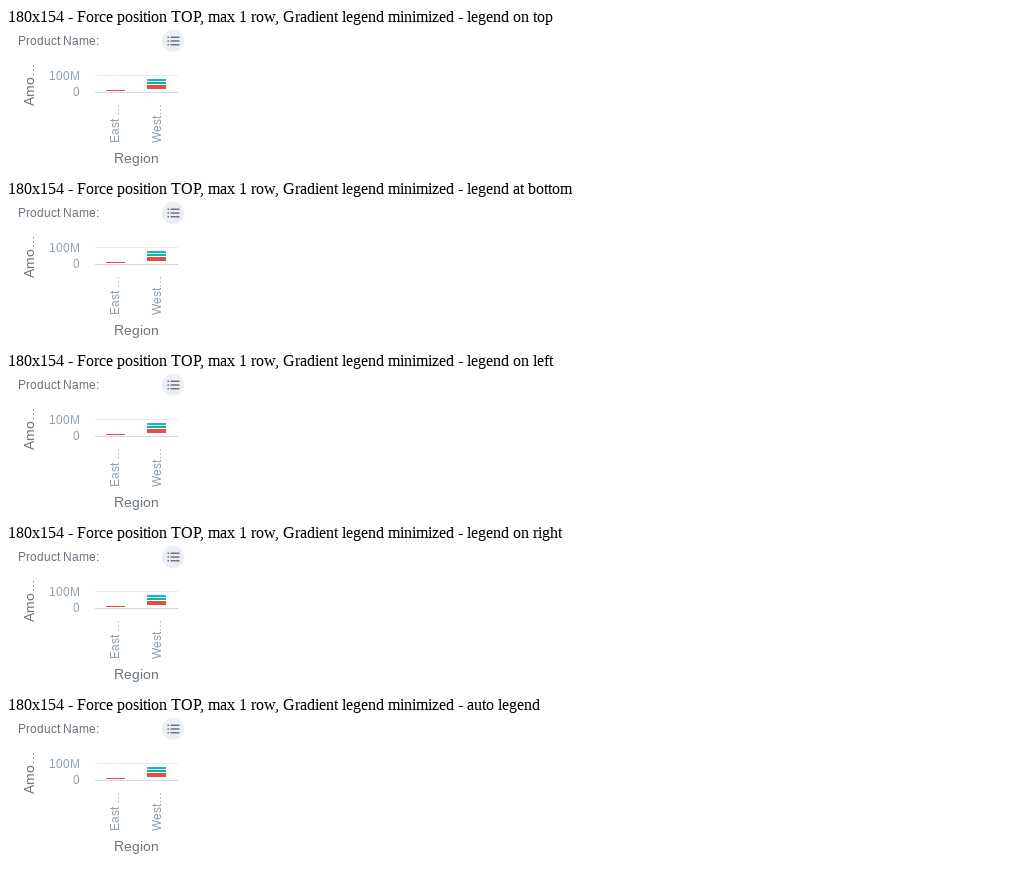 180x154 - Force position TOP, max 1 row, Gradient legend minimized - legend on top
Product Name:
Amo...
100M
0
East ...
West...
Region
180x154 - Force position TOP, max 1 row, Gradient legend minimized - legend at bottom
Product Name:
Amo...
100M
0
East ...
West...
Region
180x154 - Force position TOP, max 1 row, Gradient legend minimized - legend on left
Product Name:
Amo...
100M
0
East ...
West...
Region
180x154 - Force position TOP, max 1 row, Gradient legend minimized - legend on right
Product Name:
Amo...
100M
0
East ...
West...
Region
180x154 - Force position TOP, max 1 row, Gradient legend minimized - auto legend
Product Name:
Amo...
100M
0
East ...
West...
Region